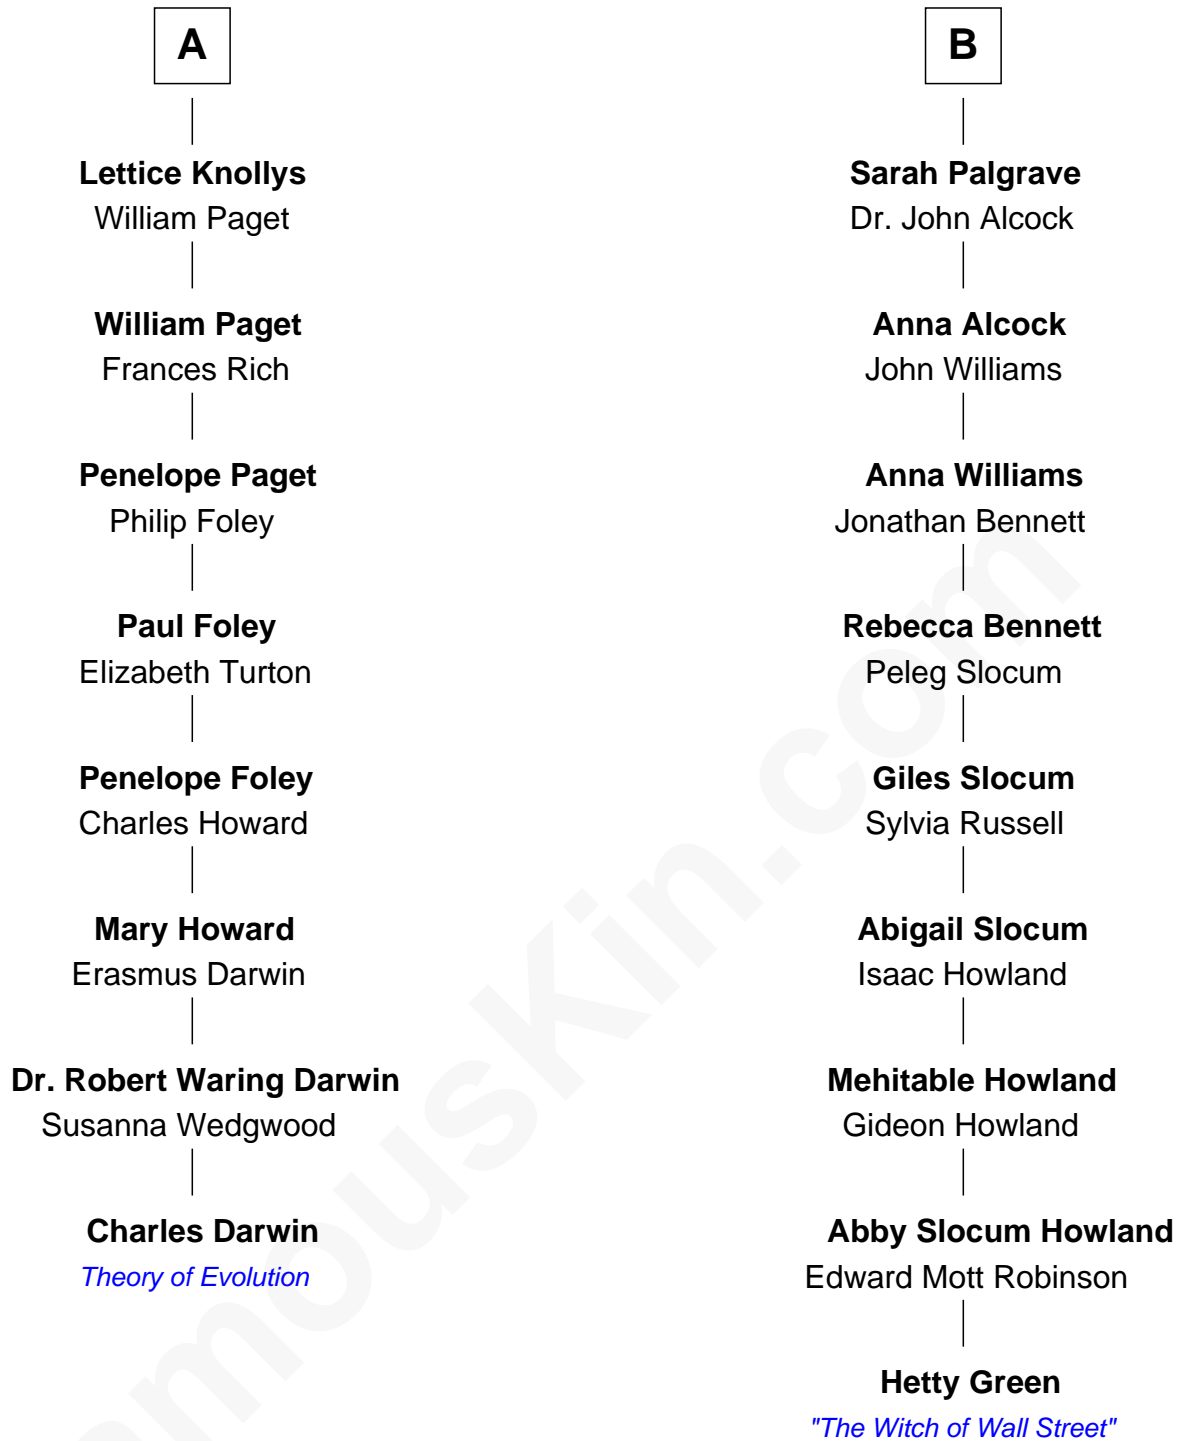 A
Lettice Knollys
William Paget
William Paget
Frances Rich
Penelope Paget
Philip Foley
Paul Foley
Elizabeth Turton
Penelope Foley
Charles Howard
Mary Howard
Erasmus Darwin
Dr. Robert Waring Darwin
Susanna Wedgwood
Charles Darwin
Theory of Evolution
B
Sarah Palgrave
Dr. John Alcock
Anna Alcock
John Williams
Anna Williams
Jonathan Bennett
Rebecca Bennett
Peleg Slocum
Giles Slocum
Sylvia Russell
Abigail Slocum
Isaac Howland
Mehitable Howland
Gideon Howland
Abby Slocum Howland
Edward Mott Robinson
Hetty Green
"The Witch of Wall Street"
amouskin.com